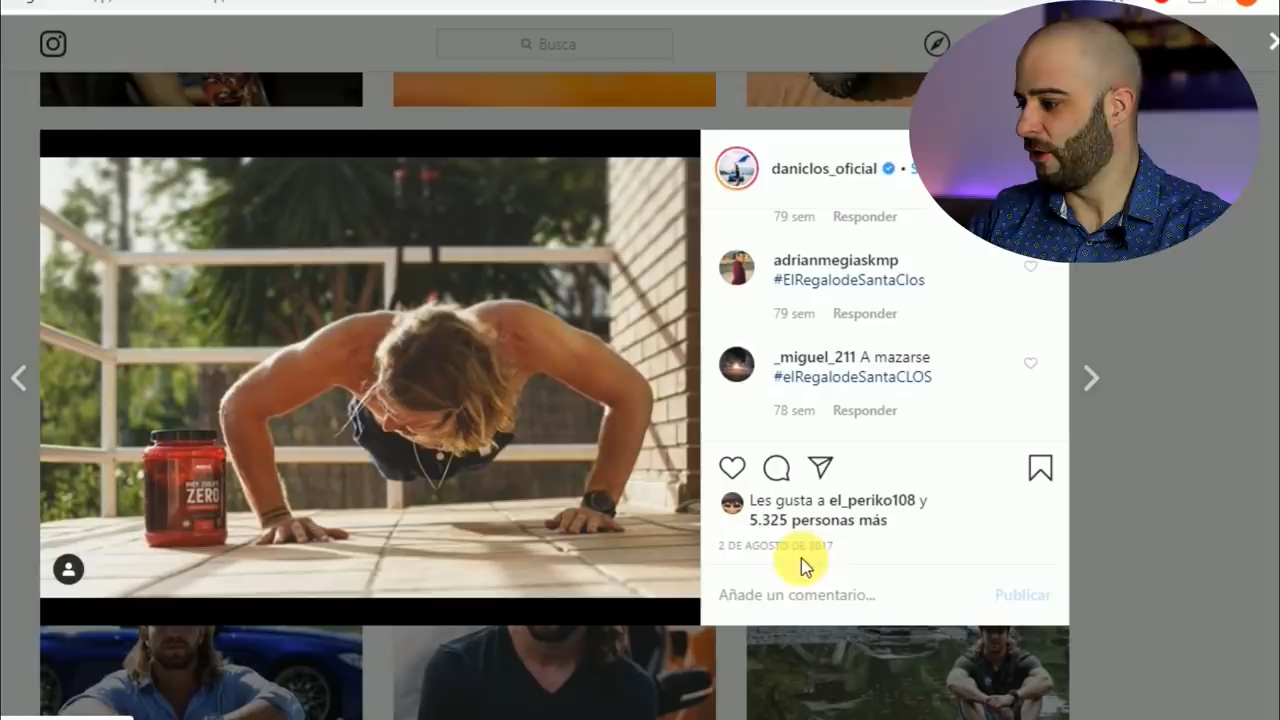 Busca
daniclos_oficial •
79 sem Responder
adrianmegiaskmp
#ElRegalodeSantaClos
79 sem Responder
_miguel_211 A mazarse
#elRegalodeSantaCLOS
78 sem Responder
Les gusta a el_periko108 y
5.325 personas más
2 DE AGOSTO DE 2017
Añade un comentario...
Publicar
ZERO